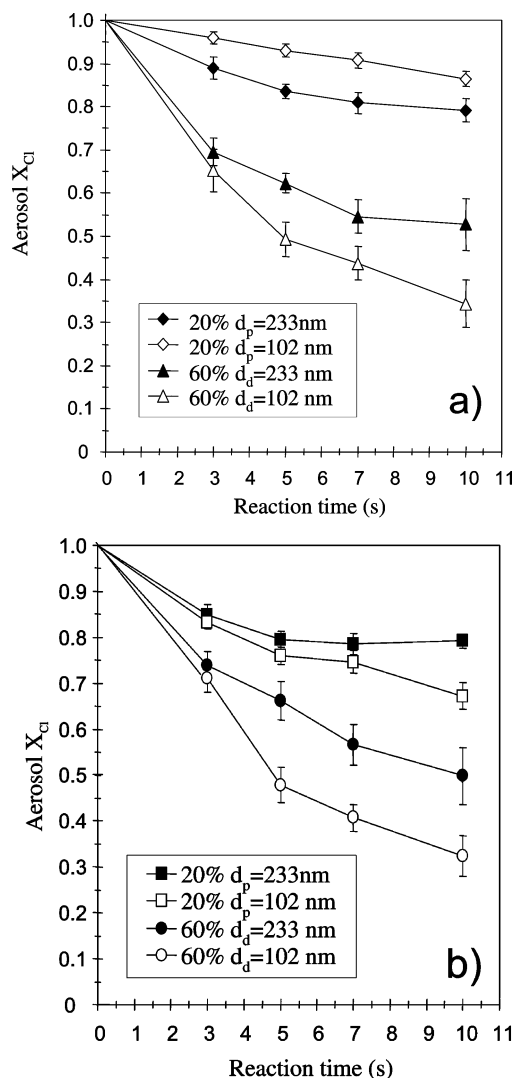 1.0
0.9
0.8
0.7
0.6
0.5
0.4
0.3
0.2
0.1
0
Aerosol X_Cl
20% d_p=233nm
20% d_p=102 nm
60% d_d=233 nm
60% d_d=102 nm
a)
0 1 2 3 4 5 6 7 8 9 10 11
Reaction time (s)
1.0
0.9
0.8
0.7
0.6
0.5
0.4
0.3
0.2
0.1
0
Aerosol X_Cl
20% d_p=233nm
20% d_p=102 nm
60% d_d=233 nm
60% d_d=102 nm
b)
0 1 2 3 4 5 6 7 8 9 10 11
Reaction time (s)